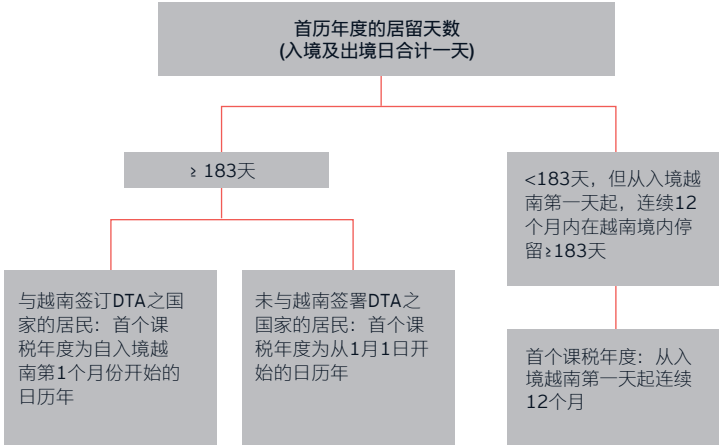 首历年度的居留天数
(入境及出境日合计一天)
≥ 183天
<183天，但从入境越
南第一天起，连续12
个月内在越南境内停
留≥183天
与越南签订DTA之国
家的居民：首个课
税年度为自入境越
南第1个月份开始的
日历年
未与越南签署DTA之
国家的居民：首个课
税年度为从1月1日开
始的日历年
首个课税年度：从入
境越南第一天起连续
12个月